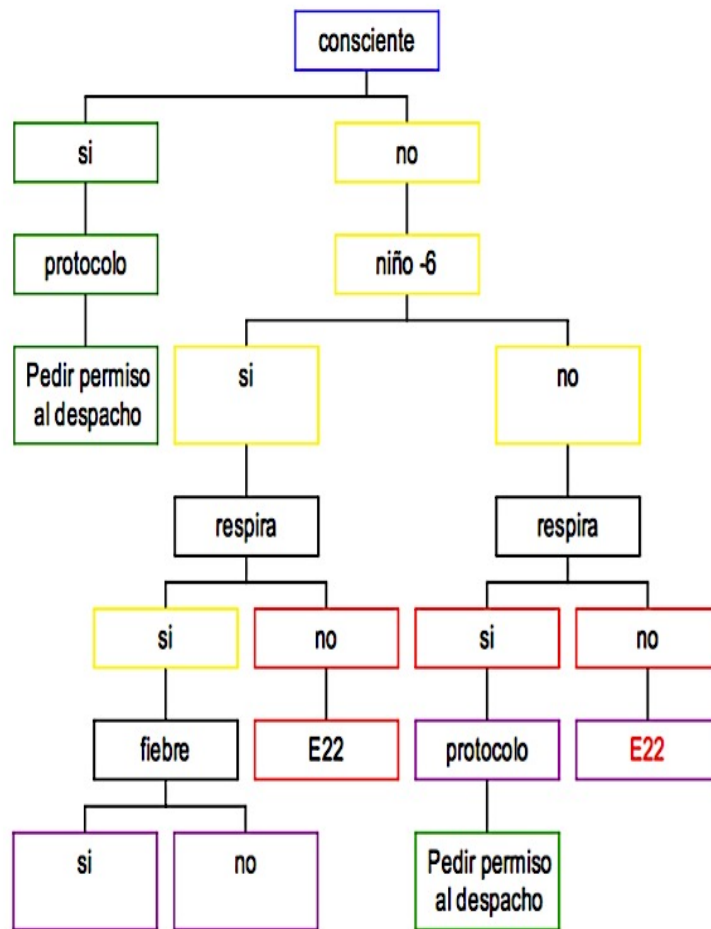 consciente
si
no
protocolo
niño -6
Pedir permiso
al despacho
si
no
respira
respira
si
no
si
no
fiebre
E22
protocolo
E22
si
no
Pedir permiso
al despacho